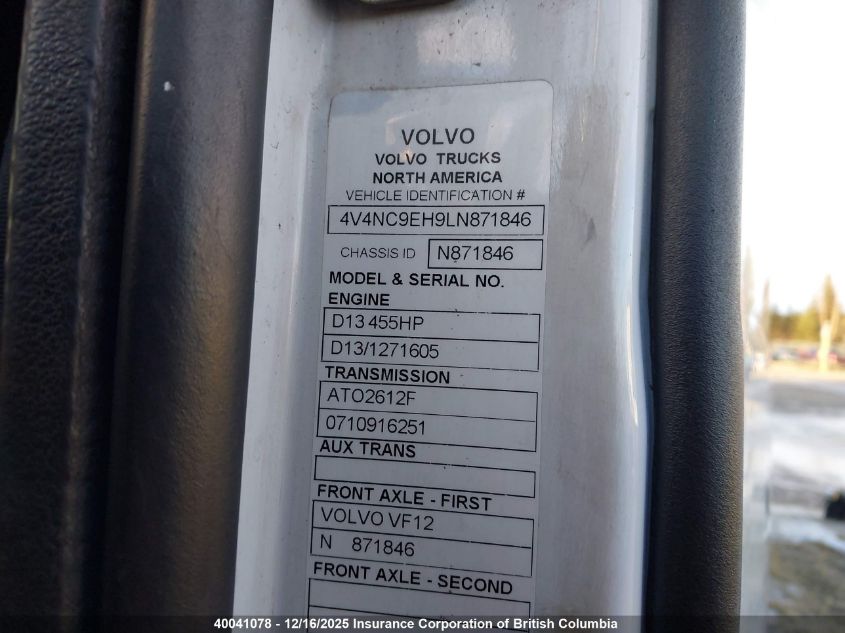 VOLVO
VOLVO TRUCKS
NORTH AMERICA
VEHICLE IDENTIFICATION #
4V4NC9EH9LN871846
CHASSIS ID N871846
MODEL & SERIAL NO.
ENGINE
D13 455HP
D13/1271605
TRANSMISSION
ATO2612F
0710916251
AUX TRANS
FRONT AXLE - FIRST
VOLVO VF12
N 871846
FRONT AXLE - SECOND
40041078 - 12/16/2025 Insurance Corporation of British Columbia